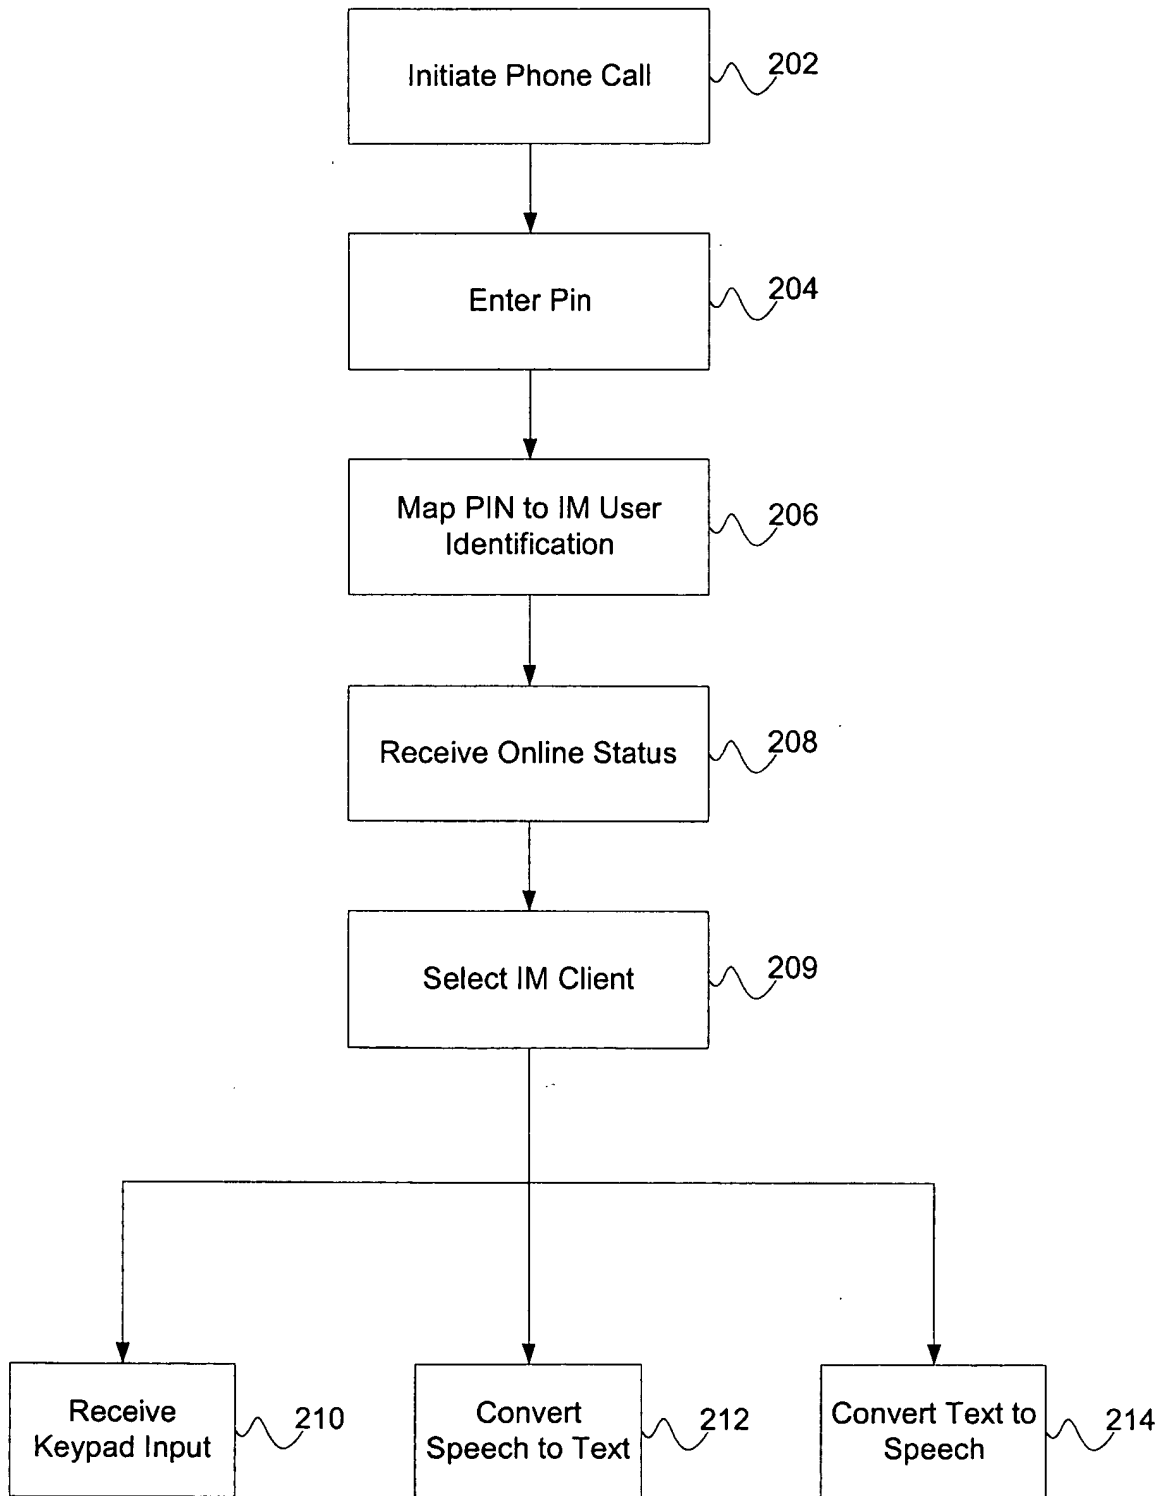 Initiate Phone Call
202
Enter Pin
204
Map PIN to IM User
Identification
206
Receive Online Status
208
Select IM Client
209
Receive
Keypad Input
210
Convert
Speech to Text
212
Convert Text to
Speech
214